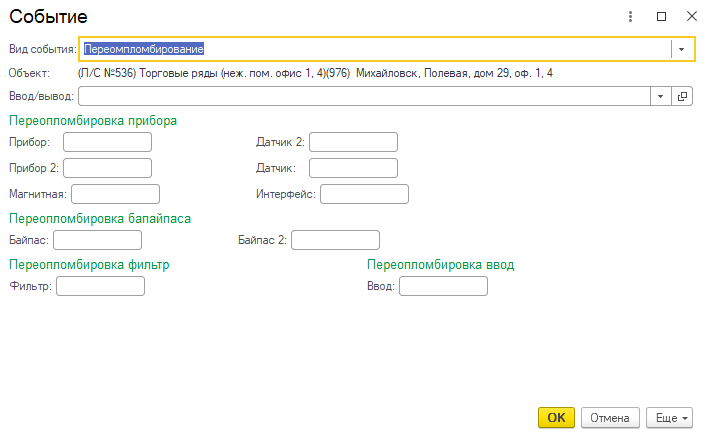 Событие
Вид события: Переомпломбирование
Объект: (Л/С №536) Торговые ряды (неж. пом. офис 1, 4)(976) Михайловск, Полевая, дом 29, оф. 1, 4
Ввод/вывод:
Переопломбировка прибора
Прибор: Датчик 2:
Прибор 2: Датчик:
Магнитная: Интерфейс:
Переопломбировка балайпаса
Байпас: Байпас 2:
Переопломбировка фильтр Переопломбировка ввод
Фильтр: Ввод:
ОК Отмена Еще